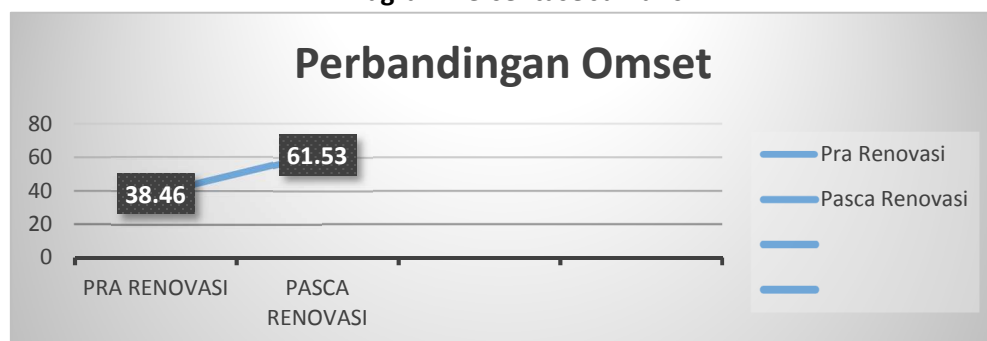 Perbandingan Omset
80
60
40
20
0
38.46
61.53
PRA RENOVASI
PASCA
RENOVASI
Pra Renovasi
Pasca Renovasi